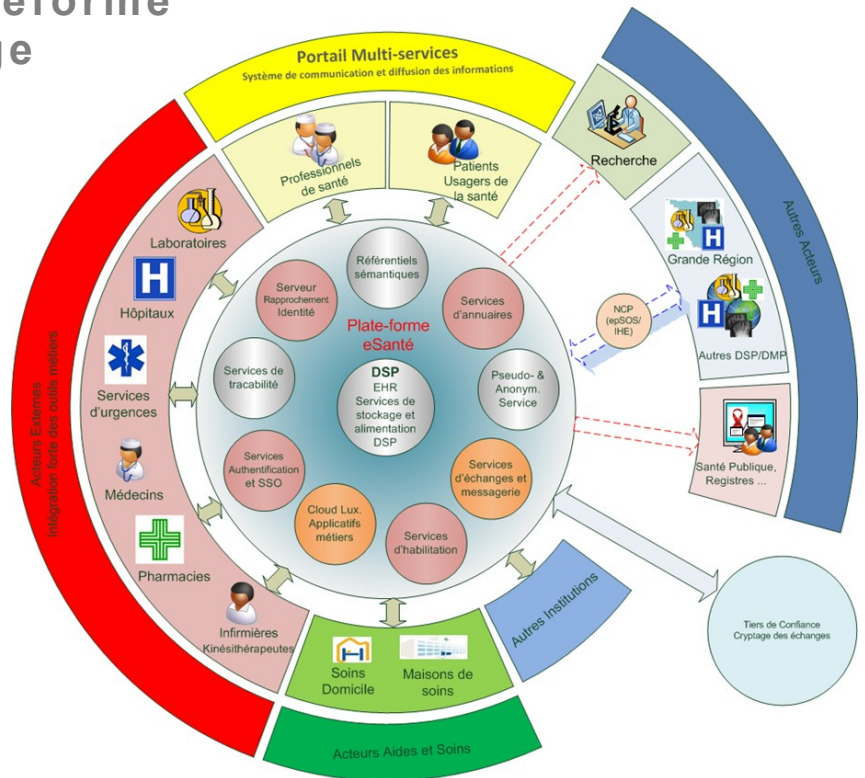 eforme
ge
Portail Multi-services
Système de communication et diffusion des informations
Professionnels
de santé
Patients
Usagers de
la santé
Recherche
Autres Acteurs
Grande Région
Autres DSP/DMP
NCP
(epSOS/
IHE)
Santé Publique,
Registres ...
Acteurs Externes
Intégration forte des outils métiers
Laboratoires
H
Hôpitaux
Services
d'urgences
Médecins
Pharmacies
Infirmières
Kinésithérapeutes
Référentiels
sémantiques
Serveur
Rapprochement
Identité
Services
d'annuaires
Plate-forme
eSanté
Services de
tracabilité
DSP
EHR
Services de
stockage et
alimentation
DSP
Pseudo- &
Anonym.
Service
Services
Authentification
et SSO
Services
d'échanges et
messagerie
Cloud Lux.
Applicatifs
métiers
Services
d'habilitation
H
H
Soins
Domicile
Maisons de
soins
Autres Institutions
Acteurs Aides et Soins
Tiers de Confiance
Cryptage des échanges